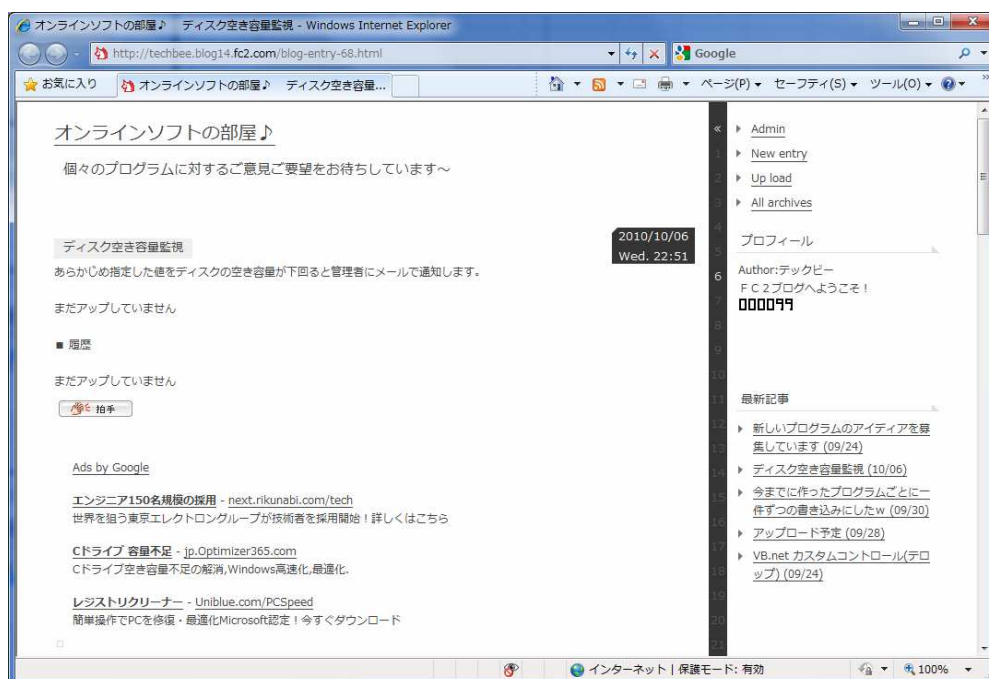 オンラインソフトの部屋♪ ディスク空き容量監視 - Windows Internet Explorer
http://techbee.blog14.fc2.com/blog-entry-68.html
Google
お気に入り
オンラインソフトの部屋♪ ディスク空き容量...
ページ(P)
セーフティ(S)
ツール(O)
オンラインソフトの部屋♪
個々のプログラムに対するご意見ご要望をお待ちしています～
2010/10/06
Wed. 22:51
ディスク空き容量監視
あらかじめ指定した値をディスクの空き容量が下回ると管理者にメールで通知します。
まだアップしていません
■ 履歴
まだアップしていません
拍手
Ads by Google
エンジニア150名規模の採用 - next.rikunabi.com/tech
世界を狙う東京エレクトロングループが技術者を採用開始！詳しくはこちら
Cドライブ 容量不足 - jp.Optimizer365.com
Cドライブ空き容量不足の解消,Windows高速化,最適化.
レジストリクリーナー - Uniblue.com/PCSpeed
簡単操作でPCを修復・最適化Microsoft認定！今すぐダウンロード
«
1
2
3
4
5
6
7
8
9
10
11
12
13
14
15
16
17
18
19
20
21
Admin
New entry
Up load
All archives
プロフィール
Author:テックビー
ＦＣ２ブログへようこそ！
000099
最新記事
新しいプログラムのアイディアを募
集しています (09/24)
ディスク空き容量監視 (10/06)
今までに作ったプログラムごとに一
件ずつの書き込みにしたｗ (09/30)
アップロード予定 (09/28)
VB.net カスタムコントロール(テロ
ップ) (09/24)
インターネット | 保護モード: 有効
100%